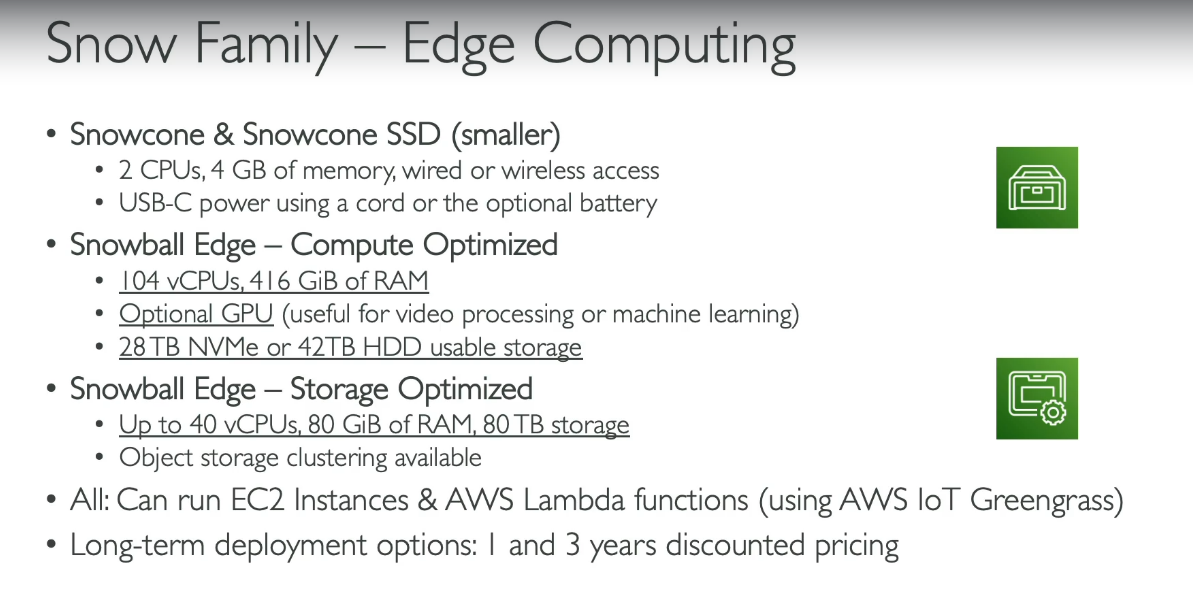 Snow Family – Edge Computing
• Snowcone & Snowcone SSD (smaller)
• 2 CPUs, 4 GB of memory, wired or wireless access
• USB-C power using a cord or the optional battery
• Snowball Edge – Compute Optimized
• 104 vCPUs, 416 GiB of RAM
• Optional GPU (useful for video processing or machine learning)
• 28 TB NVMe or 42TB HDD usable storage
• Snowball Edge – Storage Optimized
• Up to 40 vCPUs, 80 GiB of RAM, 80 TB storage
• Object storage clustering available
• All: Can run EC2 Instances & AWS Lambda functions (using AWS IoT Greengrass)
• Long-term deployment options: 1 and 3 years discounted pricing